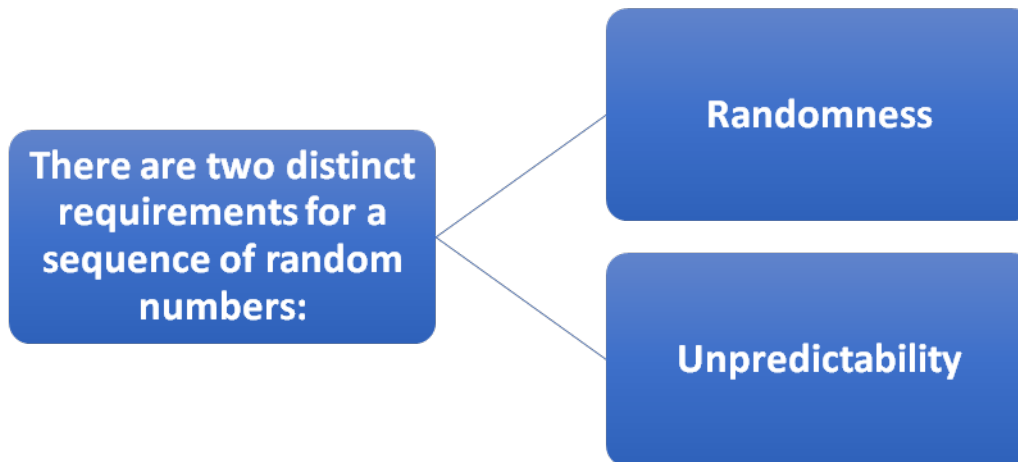 There are two distinct
requirements for a
sequence of random
numbers:
Randomness
Unpredictability